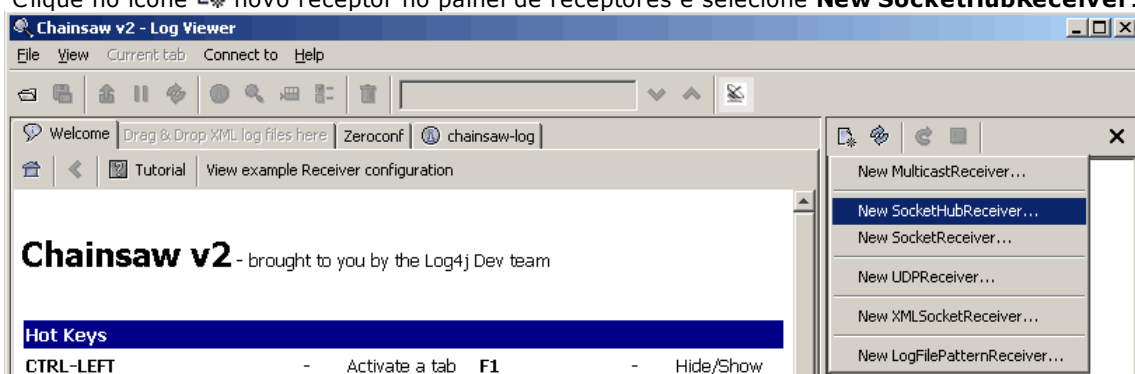 Clique no ícone novo receptor no painel de receptores e selecione New SocketHubReceiver.
Chainsaw v2 - Log Viewer
File View Current tab Connect to Help
Welcome Drag & Drop XML log files here Zeroconf chainsaw-log
Tutorial View example Receiver configuration
New MulticastReceiver...
New SocketHubReceiver...
New SocketReceiver...
New UDPReceiver...
New XMLSocketReceiver...
New LogFilePatternReceiver...
Chainsaw v2 - brought to you by the Log4j Dev team
Hot Keys
CTRL-LEFT - Activate a tab F1 - Hide/Show